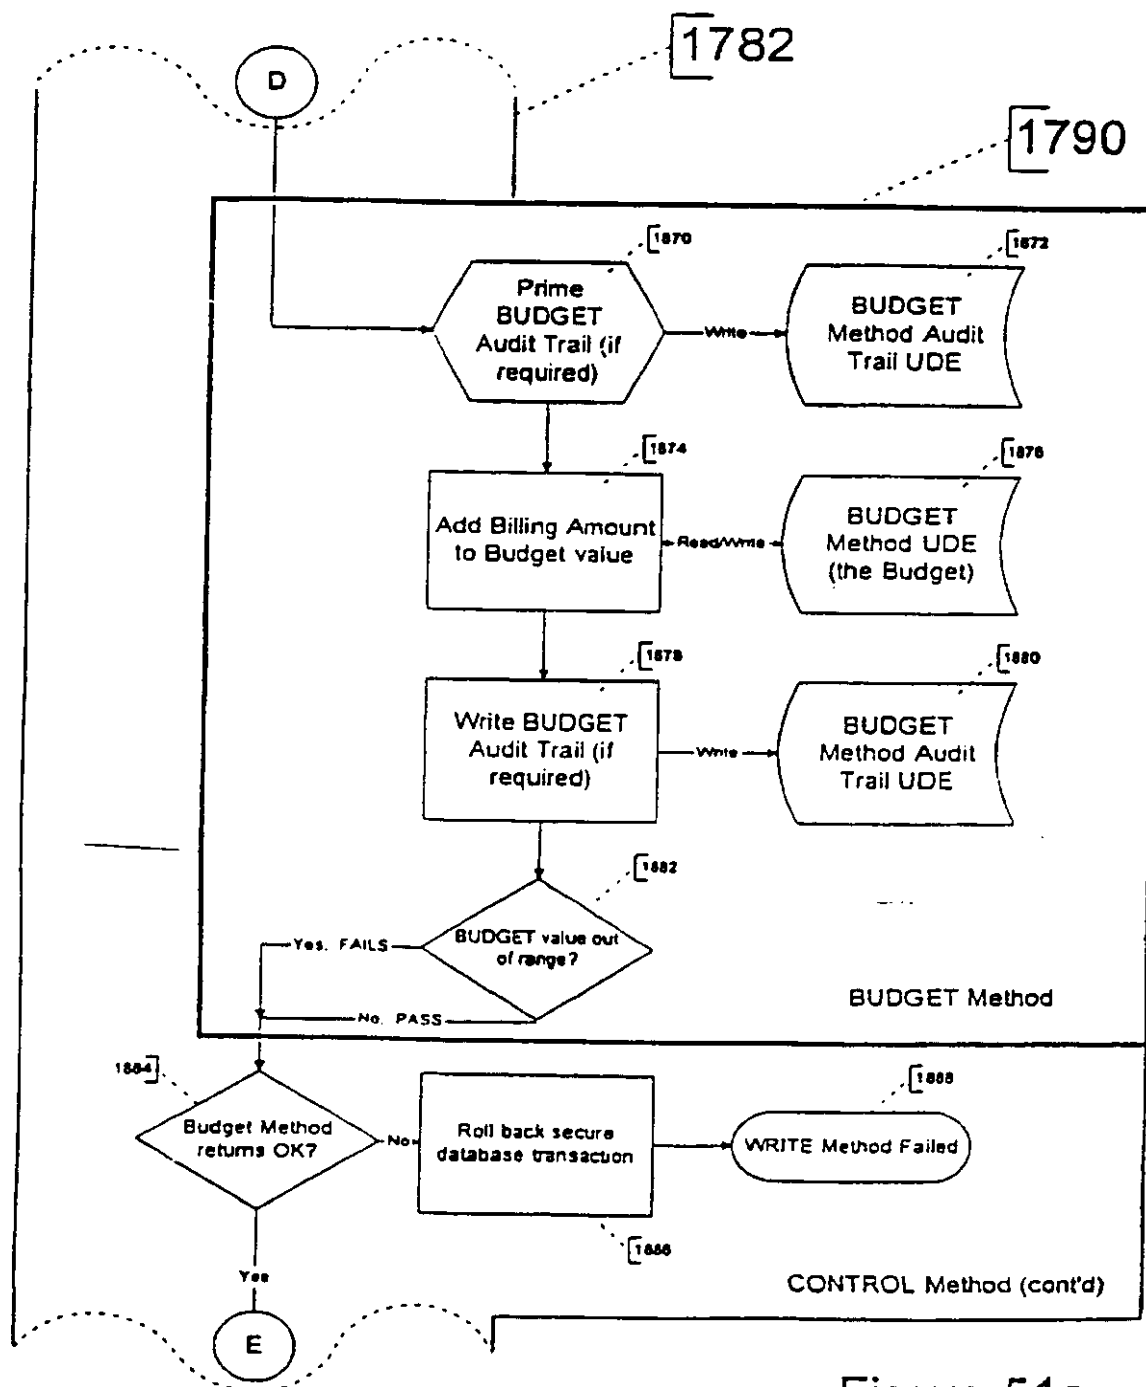 1782
D
1790
1870
1872
Prime
BUDGET
Audit Trail (if
required)
Write
BUDGET
Method Audit
Trail UDE
1874
1876
Add Billing Amount
to Budget value
Read/Write
BUDGET
Method UDE
(the Budget)
1878
1880
Write BUDGET
Audit Trail (if
required)
Write
BUDGET
Method Audit
Trail UDE
1882
BUDGET value out
of range?
Yes, FAILS
No, PASS
BUDGET Method
1884
1888
Budget Method
returns OK?
No
Roll back secure
database transaction
WRITE Method Failed
1886
Yes
CONTROL Method (cont'd)
E